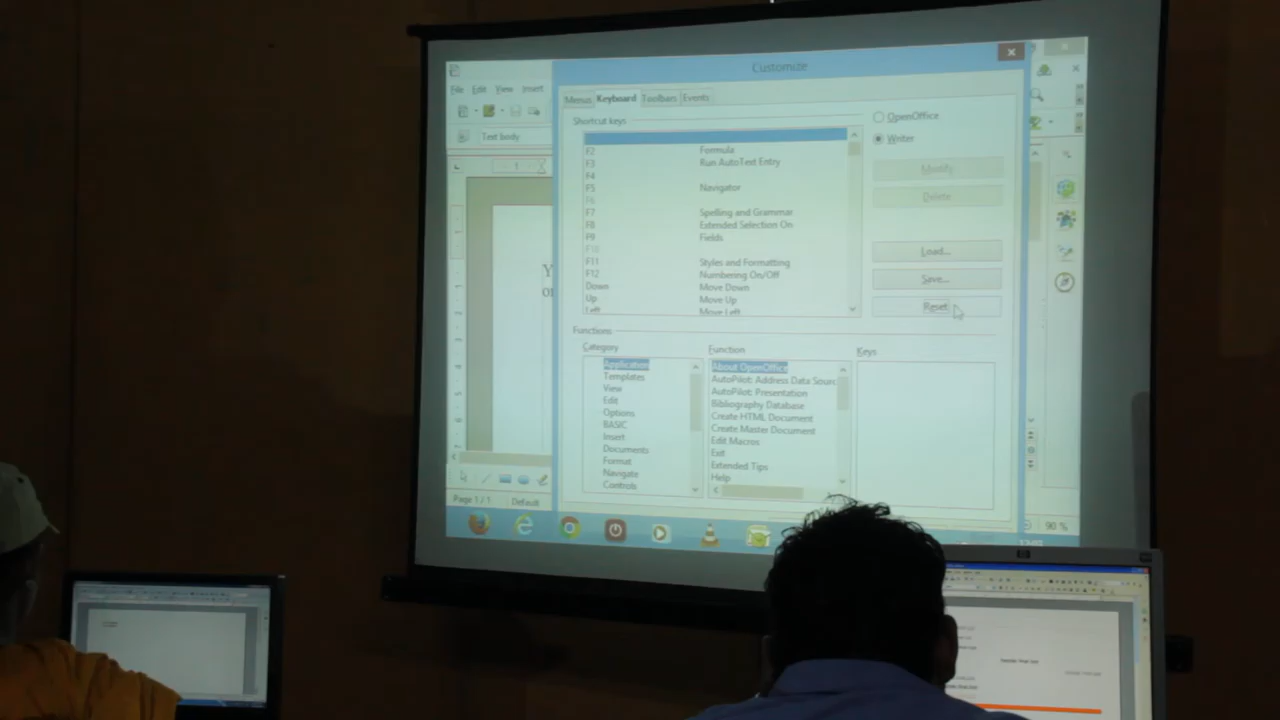 Customize
File Edit View Insert
Menus Keyboard Toolbars Events
Text body
Shortcut keys
OpenOffice
Writer
F2 Formula
F3 Run AutoText Entry
F4
F5 Navigator
F6
F7 Spelling and Grammar
F8 Extended Selection On
F9 Fields
F10
F11 Styles and Formatting
F12 Numbering On/Off
Down Move Down
Up Move Up
Left Move Left
Modify
Delete
Load...
Save...
Reset
Functions
Category
Function
Keys
Application
Templates
View
Edit
Options
BASIC
Insert
Documents
Format
Navigate
Controls
About OpenOffice
AutoPilot: Address Data Sourc
AutoPilot: Presentation
Bibliography Database
Create HTML Document
Create Master Document
Edit Macros
Exit
Extended Tips
Help
Page 1 / 1 Default
90 %
hp